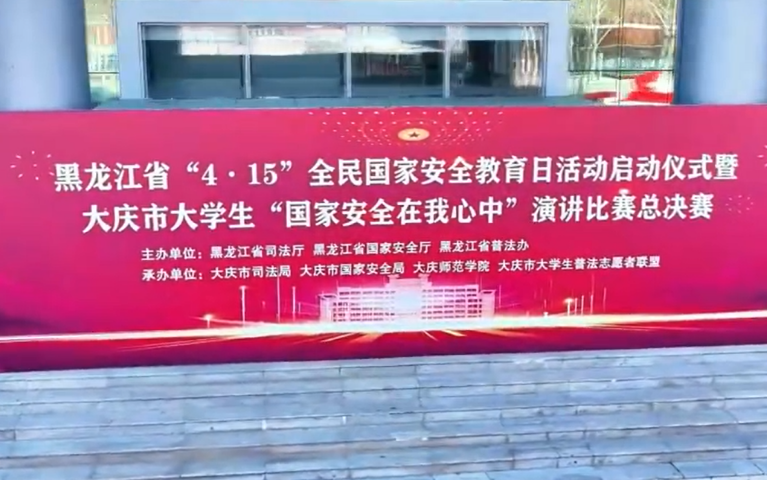 黑龙江省“4·15”全民国家安全教育日活动启动仪式暨
大庆市大学生“国家安全在我心中”演讲比赛总决赛
主办单位：黑龙江省司法厅 黑龙江省国家安全厅 黑龙江省普法办
承办单位：大庆市司法局 大庆市国家安全局 大庆师范学院 大庆市大学生普法志愿者联盟